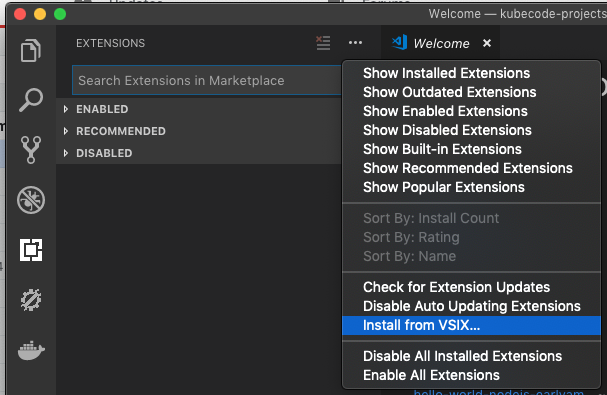 Updates
Forums
Welcome — kubecode-projects
EXTENSIONS
Welcome
Search Extensions in Marketplace
ENABLED
RECOMMENDED
DISABLED
Show Installed Extensions
Show Outdated Extensions
Show Enabled Extensions
Show Disabled Extensions
Show Built-in Extensions
Show Recommended Extensions
Show Popular Extensions
Sort By: Install Count
Sort By: Rating
Sort By: Name
Check for Extension Updates
Disable Auto Updating Extensions
Install from VSIX...
Disable All Installed Extensions
Enable All Extensions